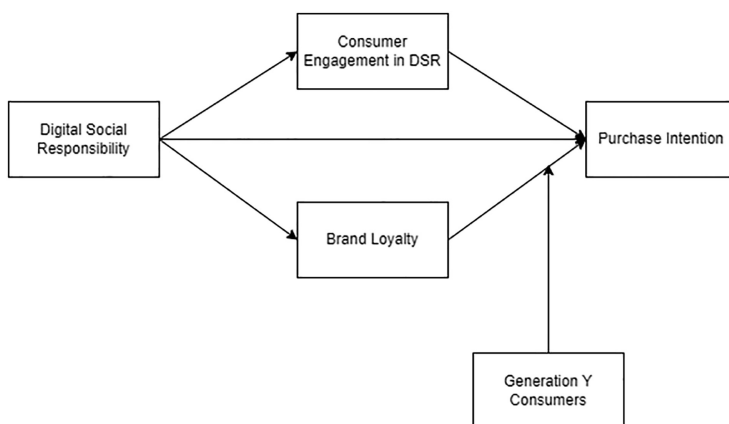 Consumer
Engagement in DSR
Digital Social
Responsibility
Purchase Intention
Brand Loyalty
Generation Y
Consumers